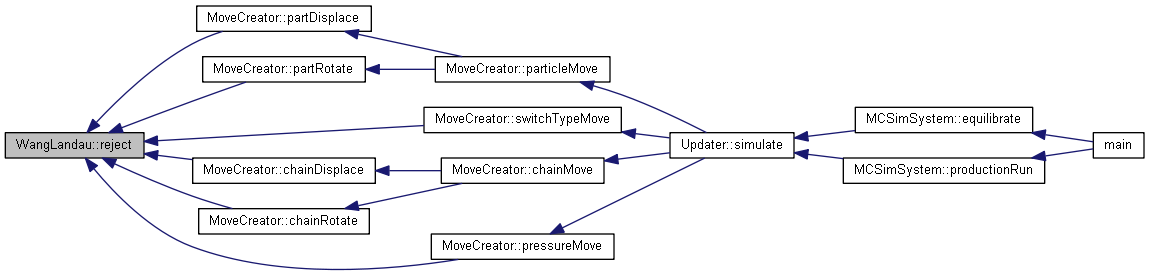 MoveCreator::partDisplace
MoveCreator::partRotate
MoveCreator::particleMove
MoveCreator::switchTypeMove
MCSimSystem::equilibrate
WangLandau::reject
Updater::simulate
main
MoveCreator::chainDisplace
MoveCreator::chainMove
MCSimSystem::productionRun
MoveCreator::chainRotate
MoveCreator::pressureMove